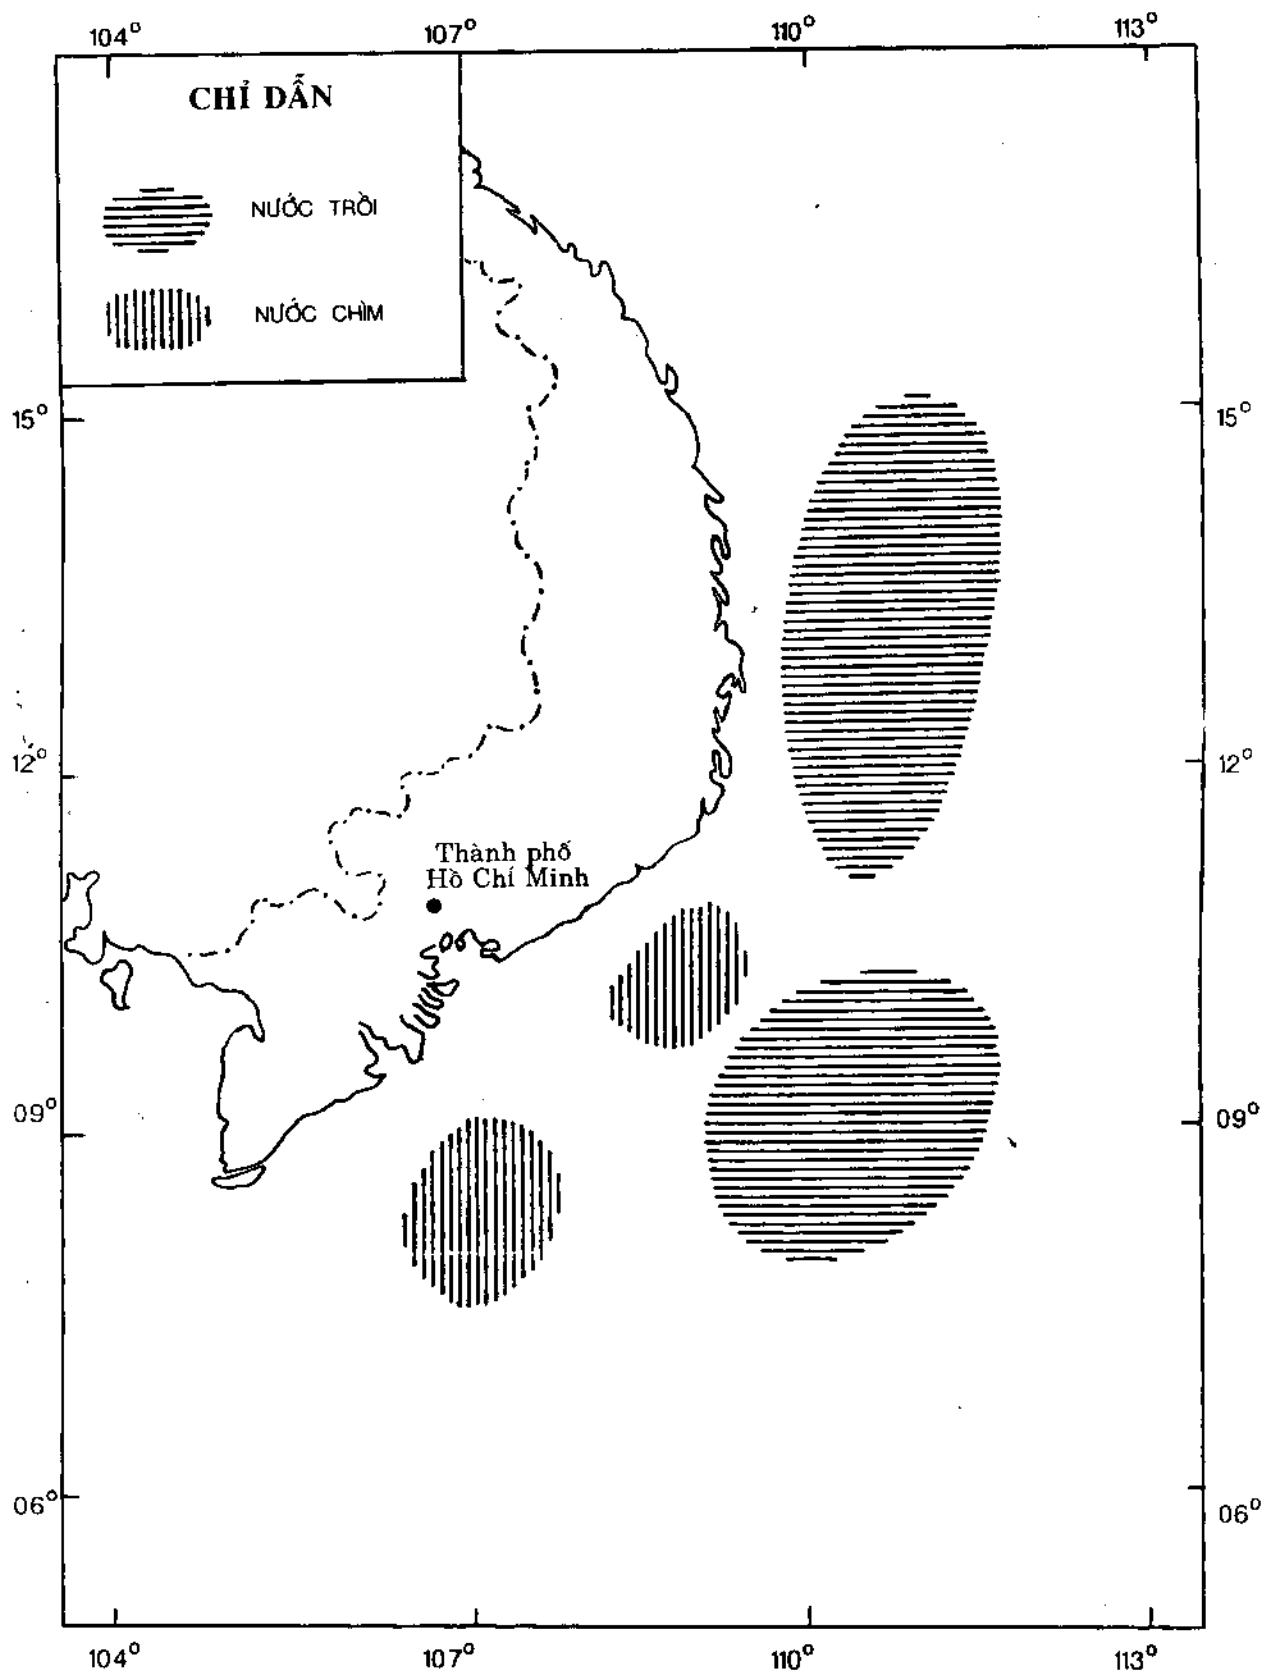 104° 107° 110° 113°
CHỈ DẪN
NƯỚC TRỒI
NƯỚC CHÌM
15° 15°
12° 12°
Thành phố
Hồ Chí Minh
09° 09°
06° 06°
104° 107° 110° 113°